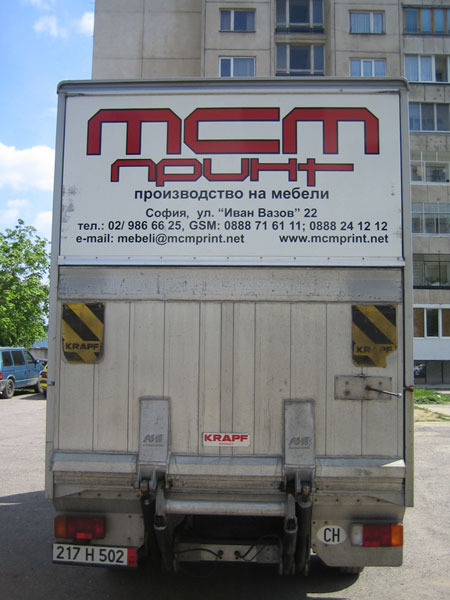 мсм
принт
производство на мебели
София, ул. "Иван Вазов" 22
тел.: 02/ 986 66 25, GSM: 0888 71 61 11; 0888 24 12 12
e-mail: mebeli@mcmprint.net www.mcmprint.net
KRAPF
KRAPF
KRAPF
CH
217 H 502